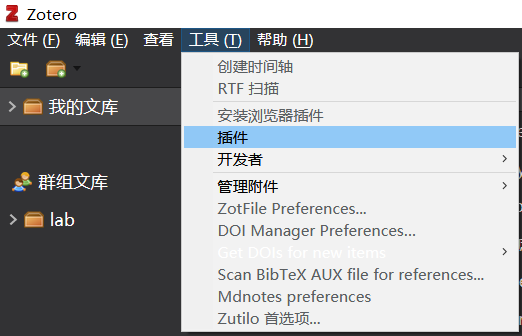 Zotero
文件 (F) 编辑 (E) 查看 工具 (T) 帮助 (H)
创建时间轴
RTF 扫描
安装浏览器插件
插件
开发者
管理附件
ZotFile Preferences...
DOI Manager Preferences...
Get DOIs for new items
Scan BibTeX AUX file for references...
Mdnotes preferences
Zutilo 首选项...
我的文库
群组文库
lab